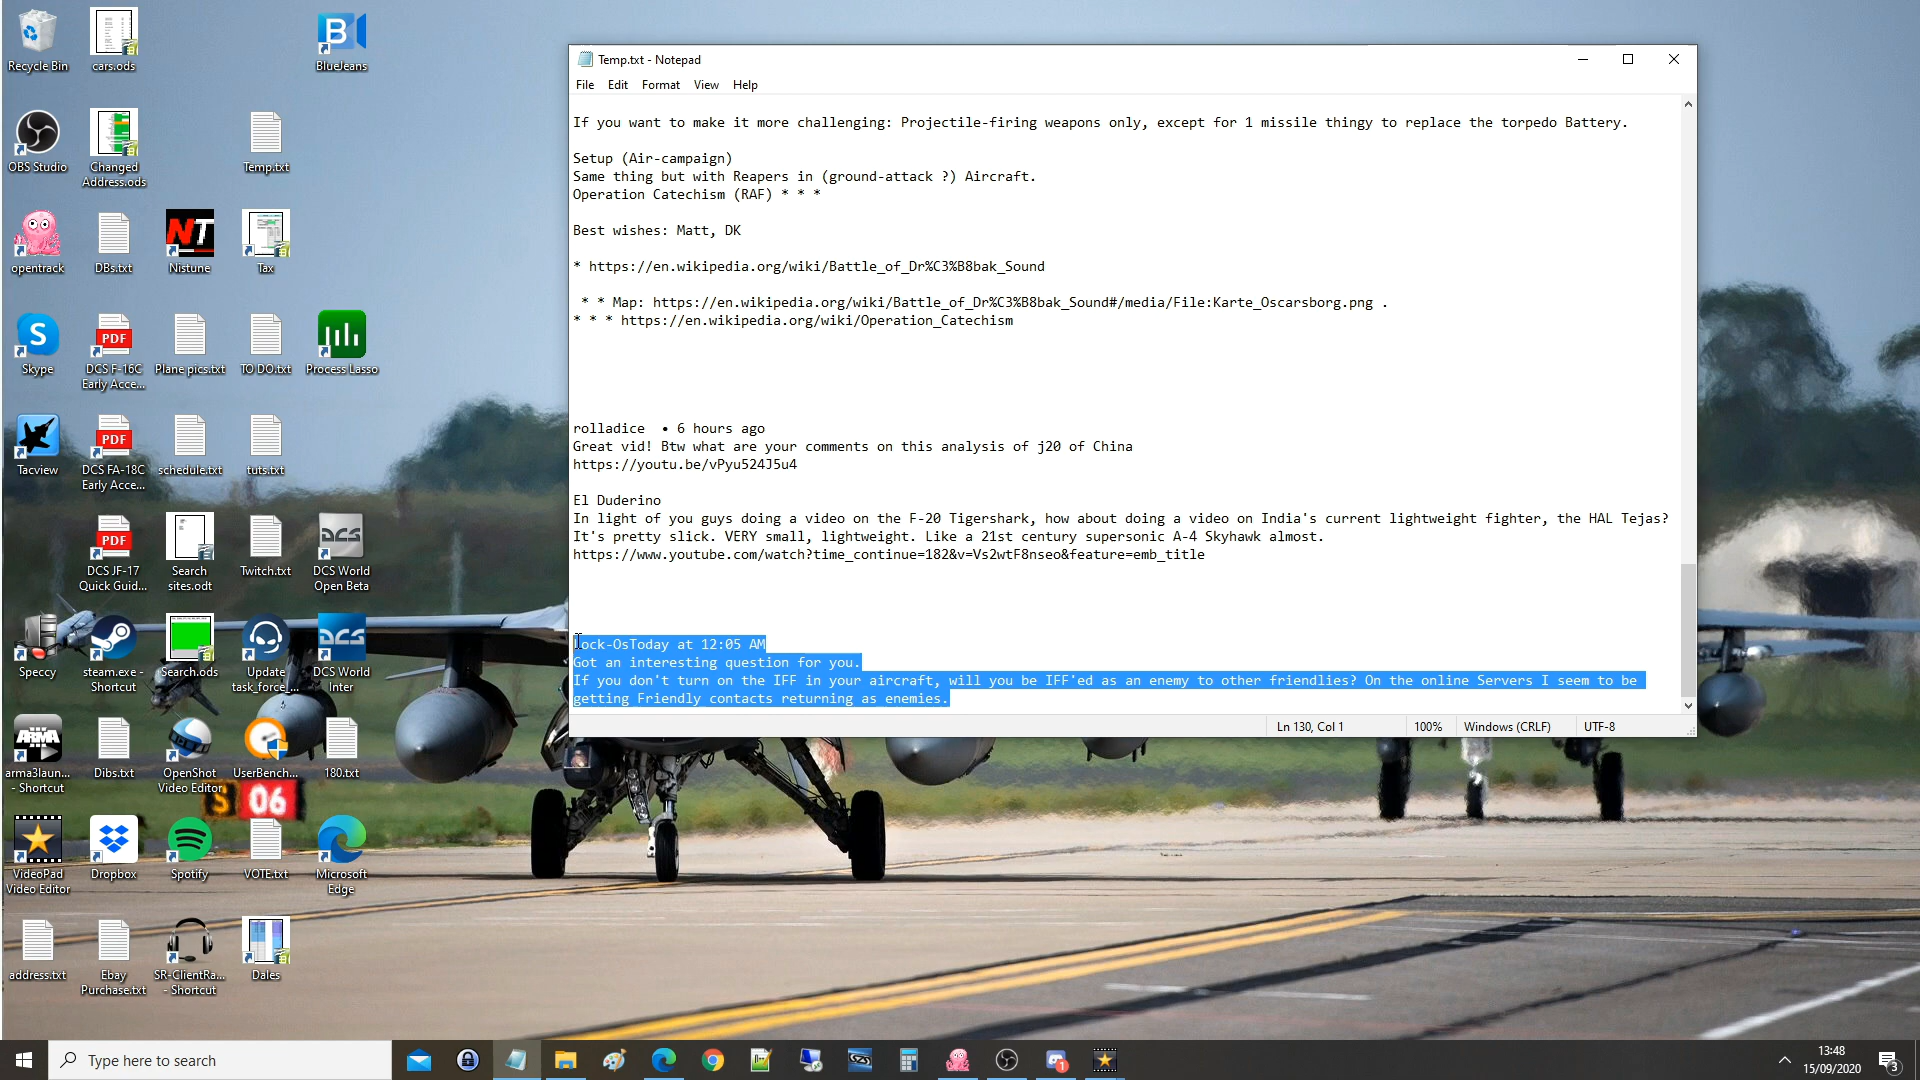 Recycle Bin
cars.ods
BlueJeans
OBS Studio
Changed
Address.ods
Temp.txt
opentrack
DBs.txt
NT
Nistune
Tax
Skype
PDF
DCS F-16C
Early Acce...
Plane pics.txt
TO DO.txt
Process Lasso
Tacview
PDF
DCS FA-18C
Early Acce...
schedule.txt
tuts.txt
PDF
DCS JF-17
Quick Guid...
Search
sites.odt
Twitch.txt
DCS
DCS World
Open Beta
Speccy
steam.exe -
Shortcut
Search.ods
Update
task_force_...
DCS
DCS World
Inter
ARMA
arma3laun...
- Shortcut
Dibs.txt
OpenShot
Video Editor
UserBench...
180.txt
S 06
VideoPad
Video Editor
Dropbox
Spotify
VOTE.txt
Microsoft
Edge
address.txt
Ebay
Purchase.txt
SR-ClientRa...
- Shortcut
Dales
Temp.txt - Notepad
File Edit Format View Help
If you want to make it more challenging: Projectile-firing weapons only, except for 1 missile thingy to replace the torpedo Battery.
Setup (Air-campaign)
Same thing but with Reapers in (ground-attack ?) Aircraft.
Operation Catechism (RAF) * * *
Best wishes: Matt, DK
* https://en.wikipedia.org/wiki/Battle_of_Dr%C3%B8bak_Sound
* * Map: https://en.wikipedia.org/wiki/Battle_of_Dr%C3%B8bak_Sound#/media/File:Karte_Oscarsborg.png .
* * * https://en.wikipedia.org/wiki/Operation_Catechism
rolladice • 6 hours ago
Great vid! Btw what are your comments on this analysis of j20 of China
https://youtu.be/vPyu524J5u4
El Duderino
In light of you guys doing a video on the F-20 Tigershark, how about doing a video on India's current lightweight fighter, the HAL Tejas?
It's pretty slick. VERY small, lightweight. Like a 21st century supersonic A-4 Skyhawk almost.
https://www.youtube.com/watch?time_continue=182&v=Vs2wtF8nseo&feature=emb_title
at 12:05 AM
Got an interesting question for you.
If you don't turn on the IFF in your aircraft, will you be IFF'ed as an enemy to other friendlies? On the online Servers I seem to be
getting Friendly contacts returning as enemies.
Ln 130, Col 1
100%
Windows (CRLF)
UTF-8
Type here to search
1
13:48
15/09/2020
3